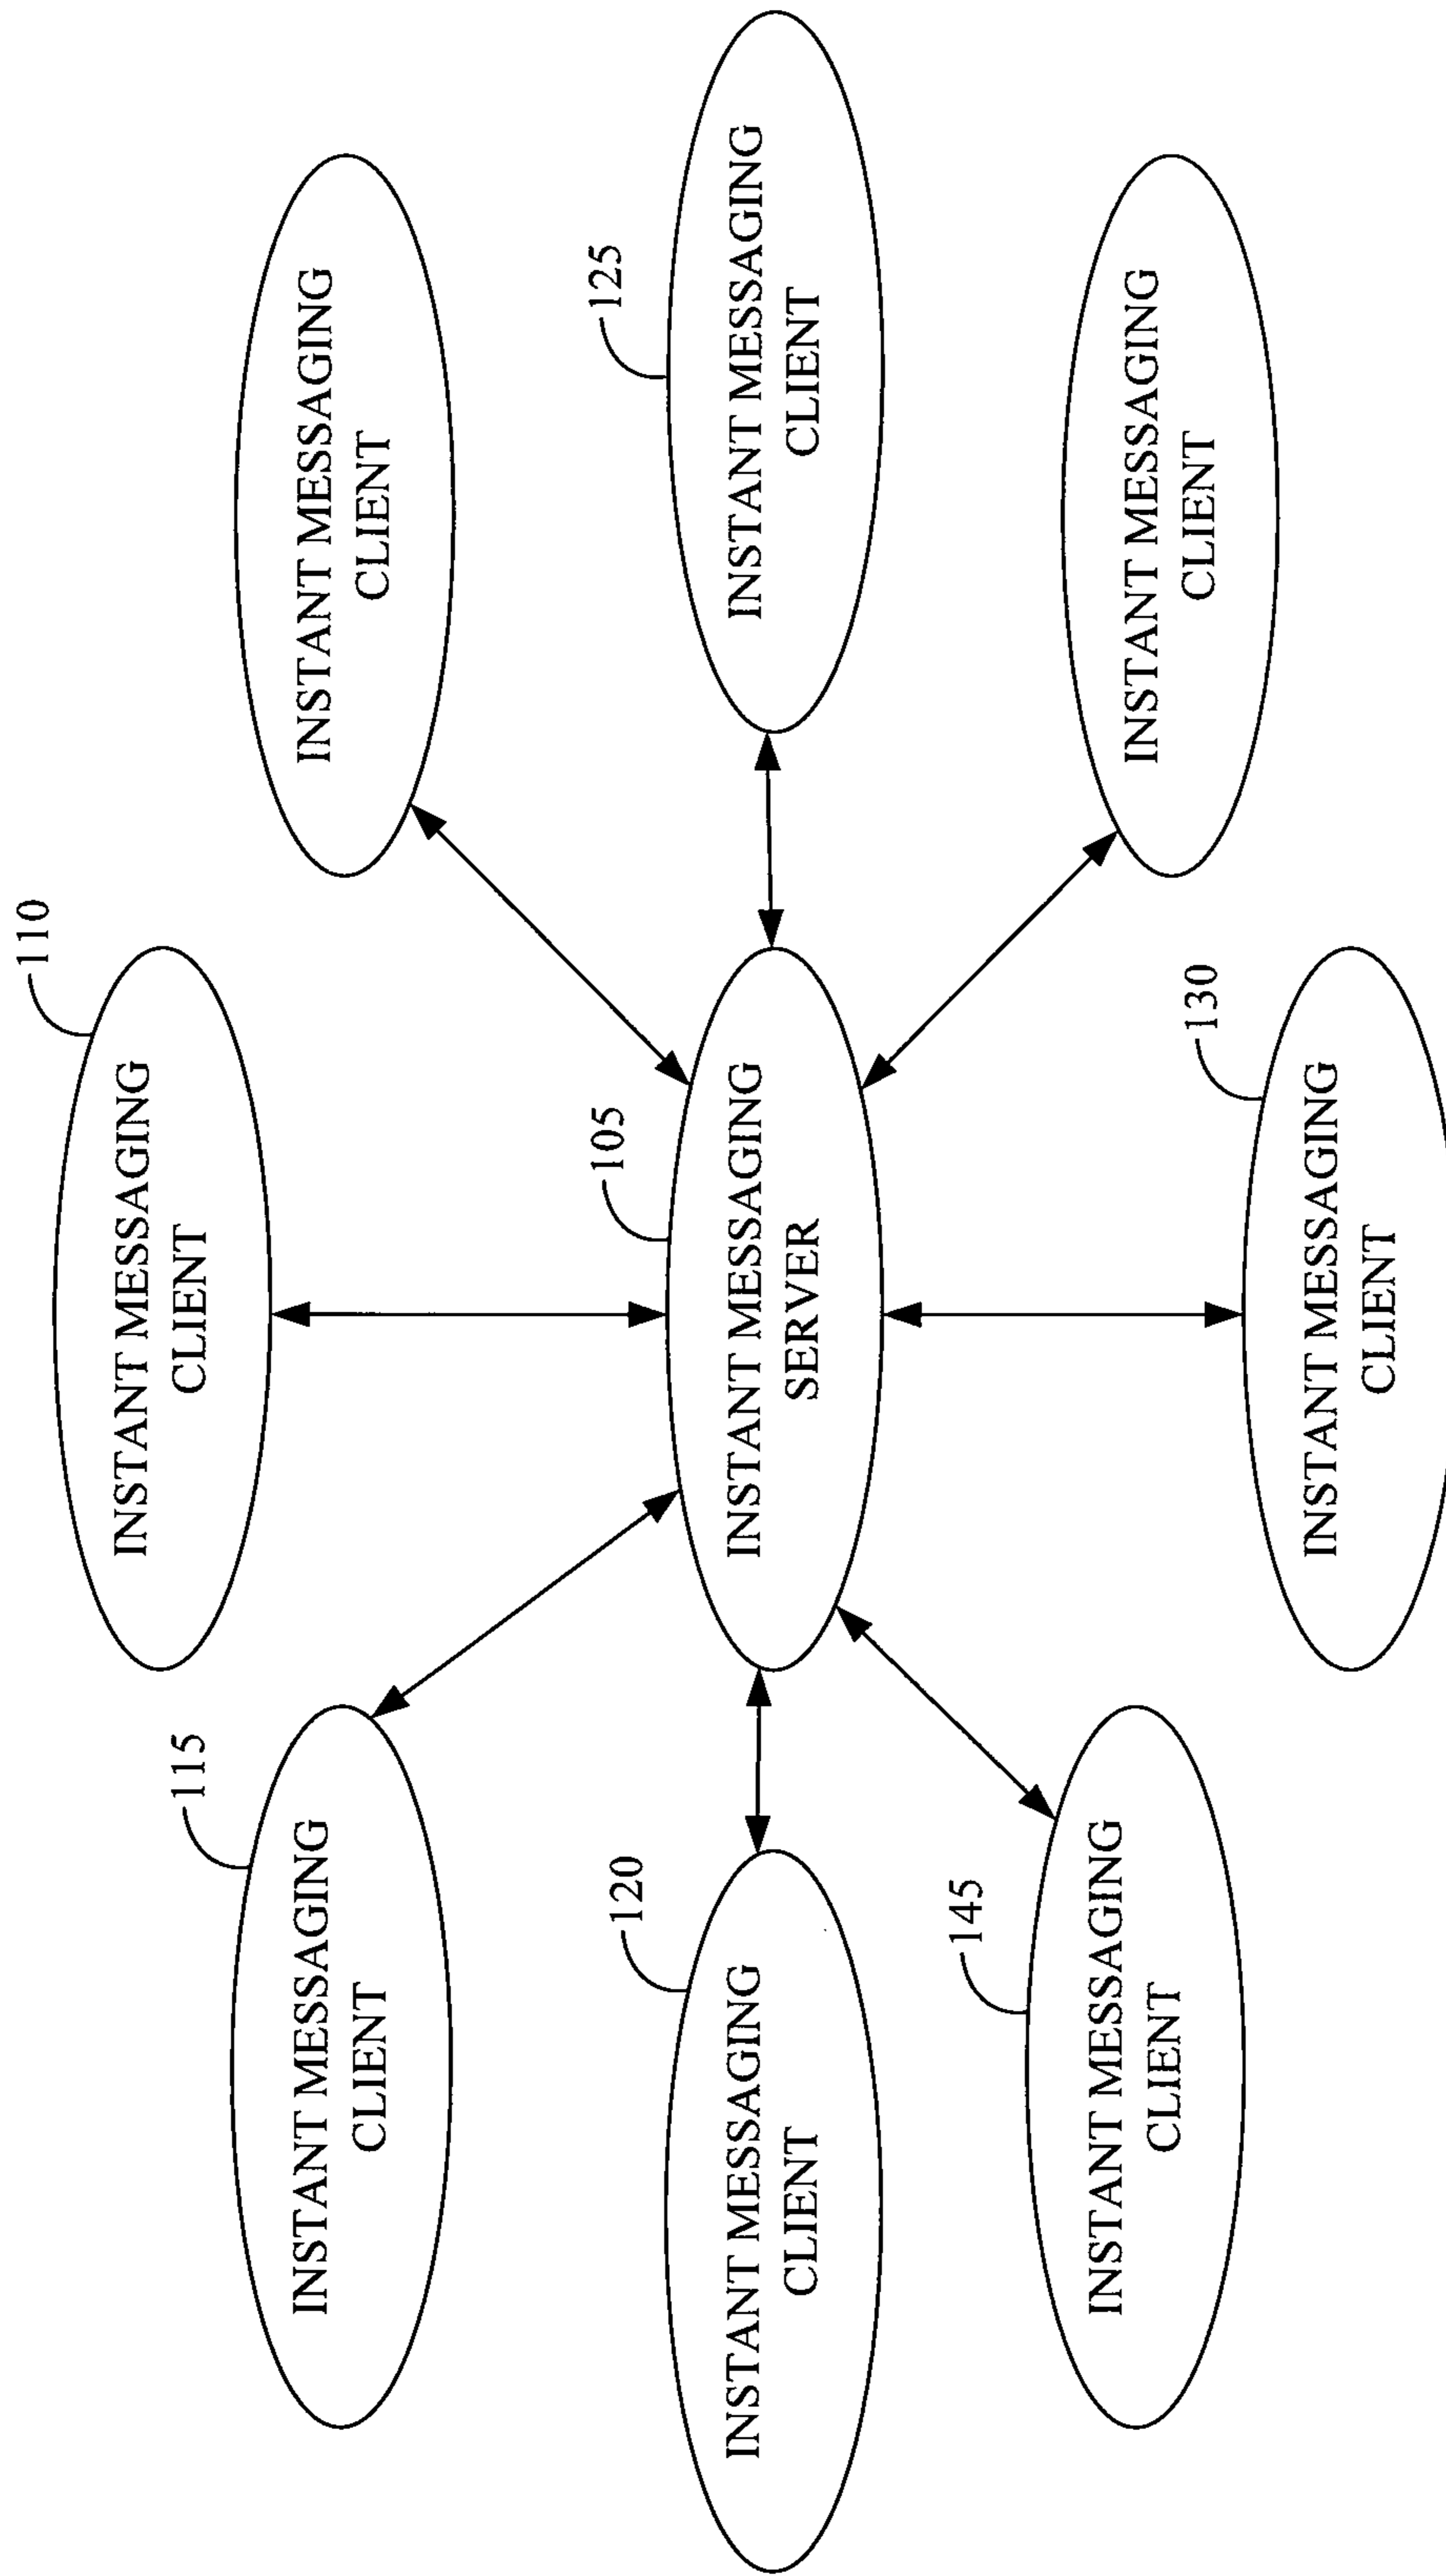 110
INSTANT MESSAGING
CLIENT
115
INSTANT MESSAGING
CLIENT
INSTANT MESSAGING
CLIENT
120
INSTANT MESSAGING
CLIENT
105
INSTANT MESSAGING
SERVER
125
INSTANT MESSAGING
CLIENT
145
INSTANT MESSAGING
CLIENT
130
INSTANT MESSAGING
CLIENT
INSTANT MESSAGING
CLIENT